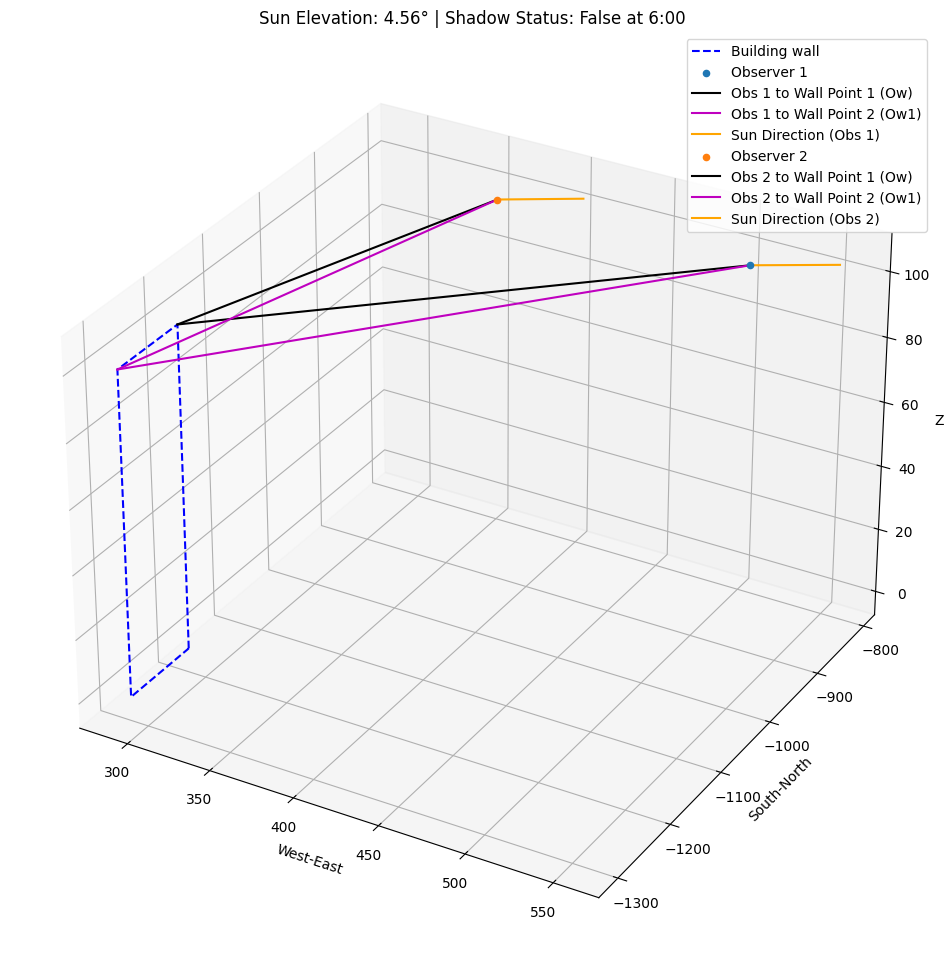 Sun Elevation: 4.56° | Shadow Status: False at 6:00
Building wall
Observer 1
Obs 1 to Wall Point 1 (Ow)
Obs 1 to Wall Point 2 (Ow1)
Sun Direction (Obs 1)
Observer 2
Obs 2 to Wall Point 1 (Ow)
Obs 2 to Wall Point 2 (Ow1)
Sun Direction (Obs 2)
100
80
60
40
20
0
Z
−800
−900
−1000
−1100
−1200
−1300
South-North
300
350
400
450
500
550
West-East